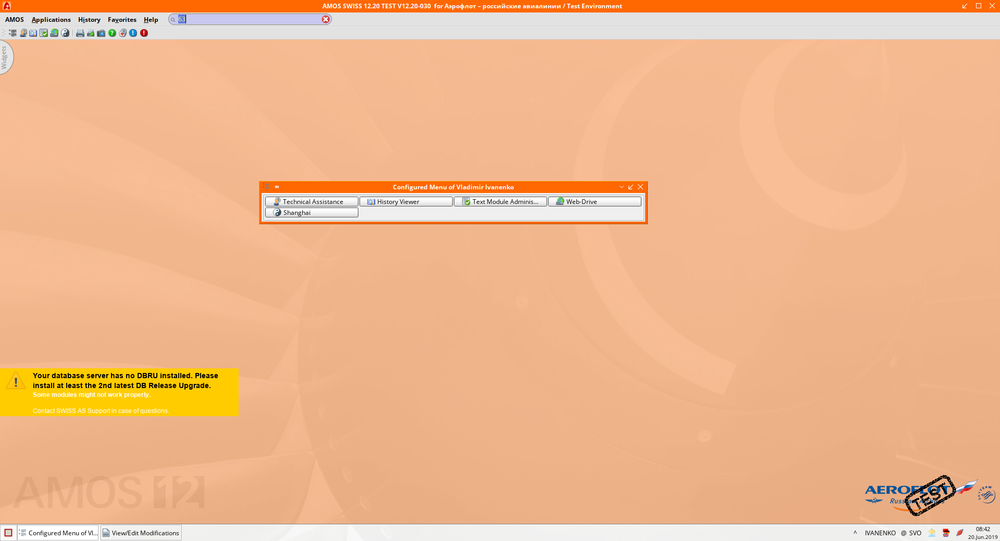 AMOS SWISS 12.20 TEST V12.20-030  for Аэрофлот – российские авиалинии / Test Environment
AMOS Applications History Favorites Help 63
Widgets
Configured Menu of Vladimir Ivanenko
Technical Assistance History Viewer Text Module Adminis... Web-Drive
Shanghai
Your database server has no DBRU installed. Please
install at least the 2nd latest DB Release Upgrade.
Some modules might not work properly.
Contact SWISS AS Support in case of questions.
AMOS 12
AEROFLOT
TEST
SKYTEAM
Configured Menu of Vl... View/Edit Modifications
^ IVANENKO @ SVO
08:42
20.Jun.2019